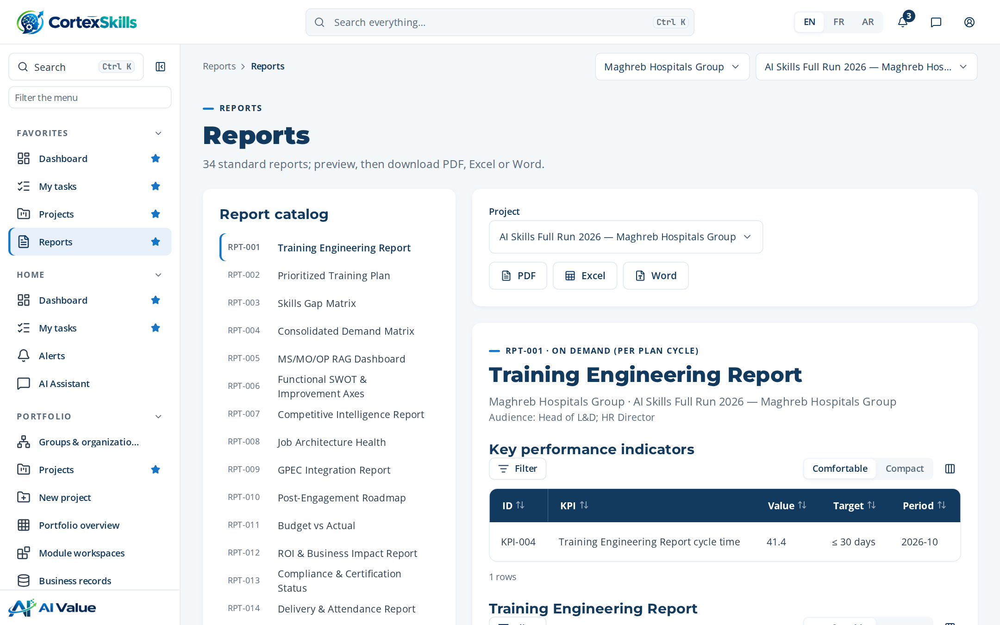 CortexSkills
Search everything...
Ctrl K
EN
FR
AR
3
Search
Ctrl K
Filter the menu
FAVORITES
Dashboard
My tasks
Projects
Reports
HOME
Dashboard
My tasks
Alerts
AI Assistant
PORTFOLIO
Groups & organizatio...
Projects
New project
Portfolio overview
Module workspaces
Business records
AI Value
Reports > Reports
Maghreb Hospitals Group
AI Skills Full Run 2026 — Maghreb Hos...
REPORTS
Reports
34 standard reports; preview, then download PDF, Excel or Word.
Report catalog
RPT-001 Training Engineering Report
RPT-002 Prioritized Training Plan
RPT-003 Skills Gap Matrix
RPT-004 Consolidated Demand Matrix
RPT-005 MS/MO/OP RAG Dashboard
RPT-006 Functional SWOT &
Improvement Axes
RPT-007 Competitive Intelligence Report
RPT-008 Job Architecture Health
RPT-009 GPEC Integration Report
RPT-010 Post-Engagement Roadmap
RPT-011 Budget vs Actual
RPT-012 ROI & Business Impact Report
RPT-013 Compliance & Certification
Status
RPT-014 Delivery & Attendance Report
Project
AI Skills Full Run 2026 — Maghreb Hospitals Group
PDF
Excel
Word
RPT-001 · ON DEMAND (PER PLAN CYCLE)
Training Engineering Report
Maghreb Hospitals Group · AI Skills Full Run 2026 — Maghreb Hospitals Group
Audience: Head of L&D; HR Director
Key performance indicators
Filter
Comfortable
Compact
ID KPI Value Target Period
KPI-004 Training Engineering Report cycle time 41.4 ≤ 30 days 2026-10
1 rows
Training Engineering Report